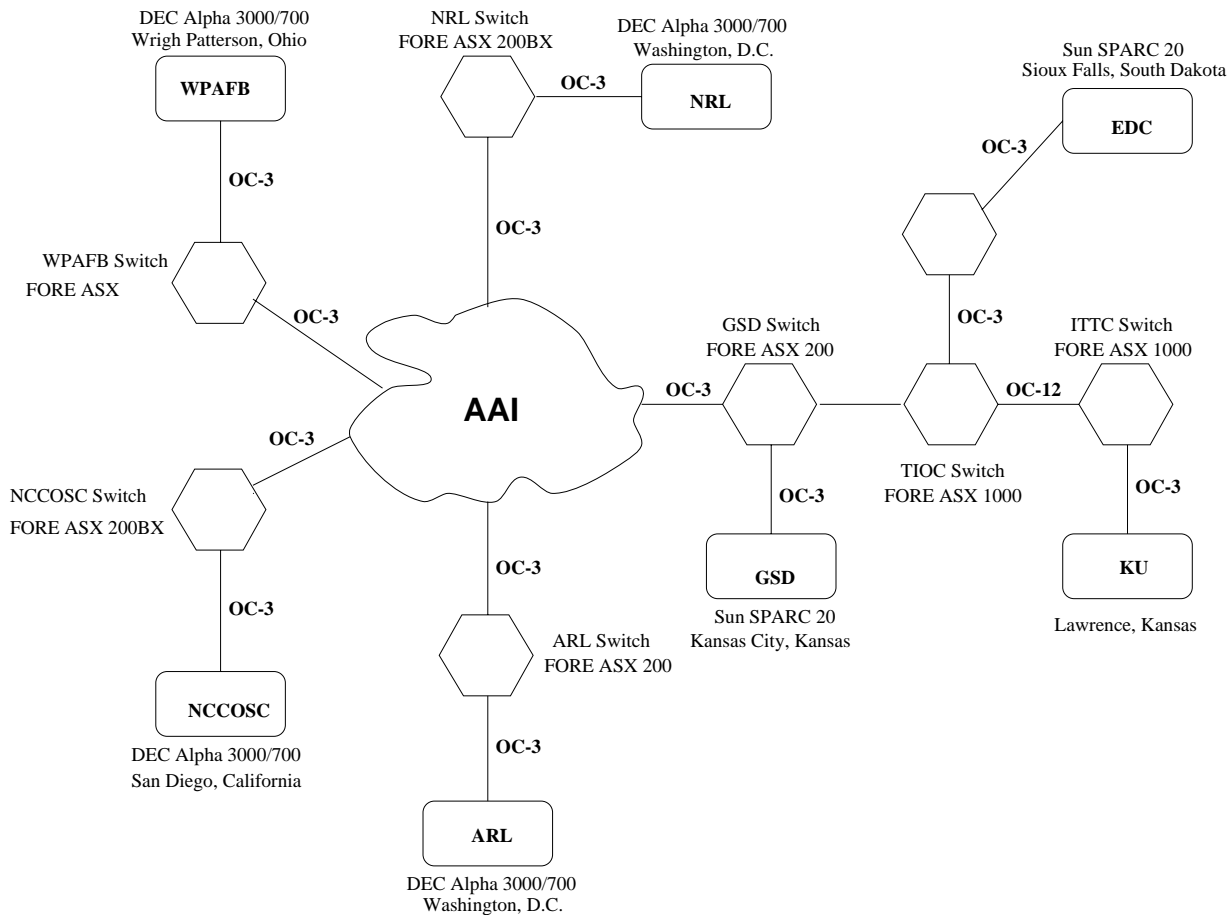 DEC Alpha 3000/700
Wrigh Patterson, Ohio
WPAFB
OC-3
WPAFB Switch
FORE ASX
OC-3
NRL Switch
FORE ASX 200BX
OC-3
DEC Alpha 3000/700
Washington, D.C.
NRL
OC-3
Sun SPARC 20
Sioux Falls, South Dakota
EDC
OC-3
OC-3
AAI
OC-3
GSD Switch
FORE ASX 200
OC-3
GSD
Sun SPARC 20
Kansas City, Kansas
TIOC Switch
FORE ASX 1000
OC-12
ITTC Switch
FORE ASX 1000
OC-3
KU
Lawrence, Kansas
OC-3
NCCOSC Switch
FORE ASX 200BX
OC-3
NCCOSC
DEC Alpha 3000/700
San Diego, California
OC-3
ARL Switch
FORE ASX 200
OC-3
ARL
DEC Alpha 3000/700
Washington, D.C.